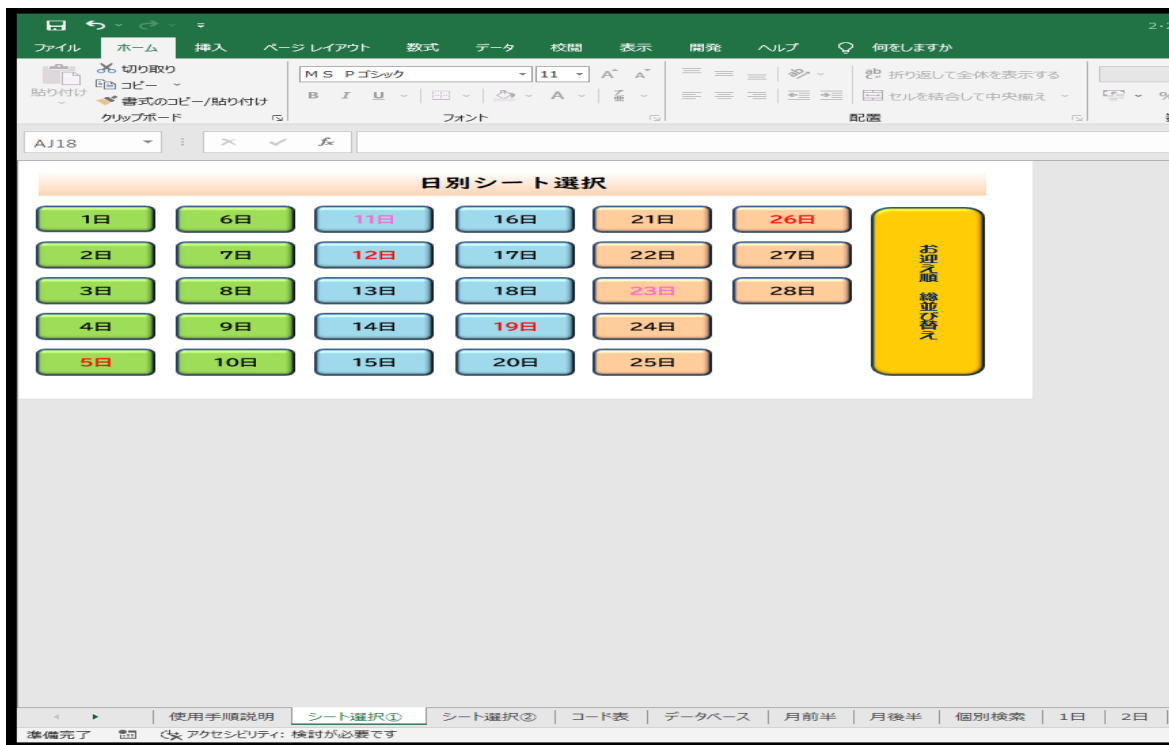 ファイル ホーム 挿入 ページ レイアウト 数式 データ 校閲 表示 開発 ヘルプ 何をしますか
切り取り
コピー
貼り付け
書式のコピー/貼り付け
クリップボード
ＭＳ Ｐゴシック 11
B I U
フォント
折り返して全体を表示する
セルを結合して中央揃え
配置
AJ18
fx
日別シート選択
1日 6日 11日 16日 21日 26日
2日 7日 12日 17日 22日 27日
3日 8日 13日 18日 23日 28日
4日 9日 14日 19日 24日
5日 10日 15日 20日 25日
お迎え順 総並び替え
使用手順説明 シート選択① シート選択② コード表 データベース 月前半 月後半 個別検索 1日 2日
準備完了 アクセシビリティ: 検討が必要です